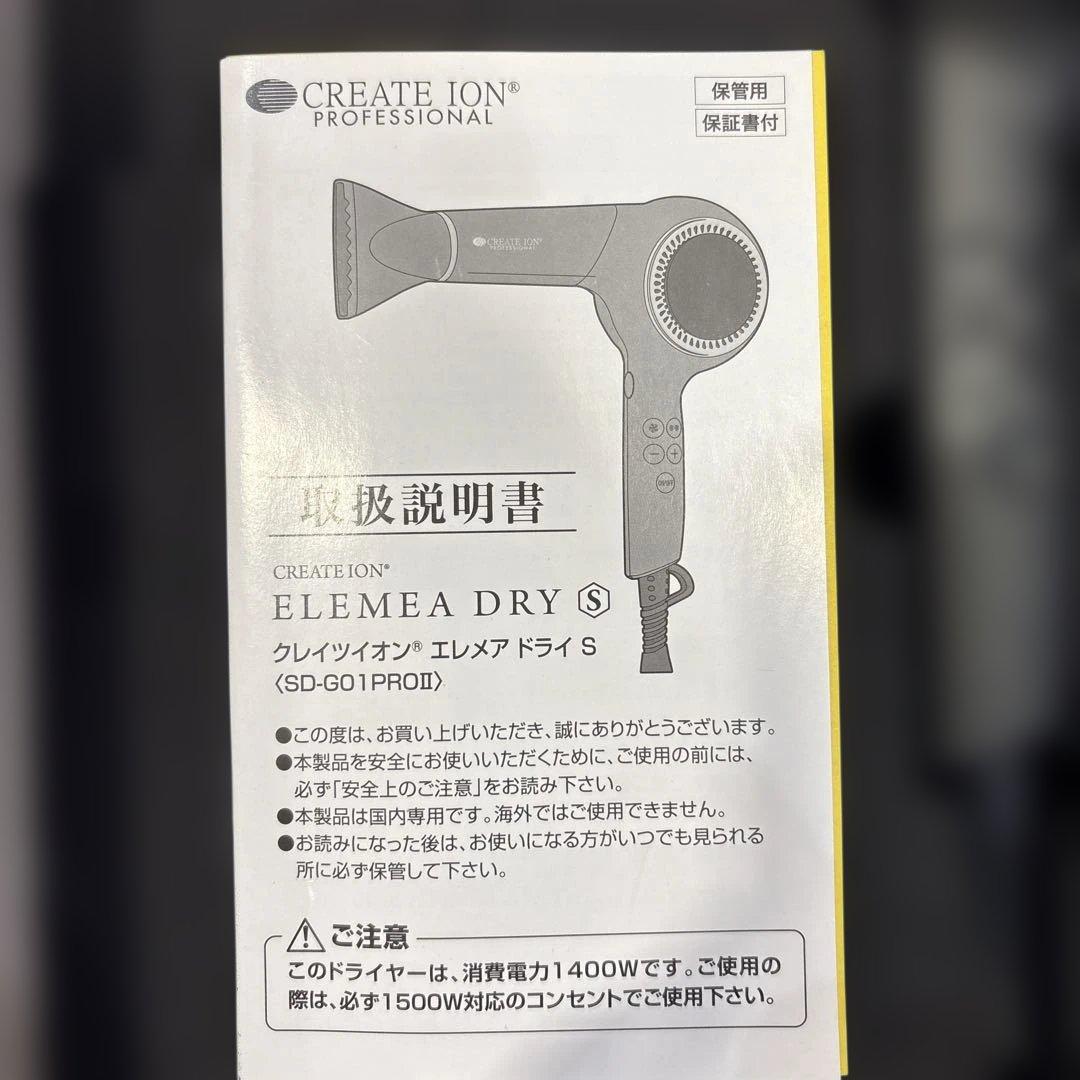 CREATE ION®
PROFESSIONAL
保管用
保証書付
CREATE ION®
PROFESSIONAL
ON/OFF
取扱説明書
CREATE ION®
ELEMEA DRY S
クレイツイオン® エレメア ドライ S
〈SD-G01PROⅡ〉
●この度は、お買い上げいただき、誠にありがとうございます。
●本製品を安全にお使いいただくために、ご使用の前には、
必ず「安全上のご注意」をお読み下さい。
●本製品は国内専用です。海外ではご使用できません。
●お読みになった後は、お使いになる方がいつでも見られる
所に必ず保管して下さい。
ご注意
このドライヤーは、消費電力1400Wです。ご使用の
際は、必ず1500W対応のコンセントでご使用下さい。